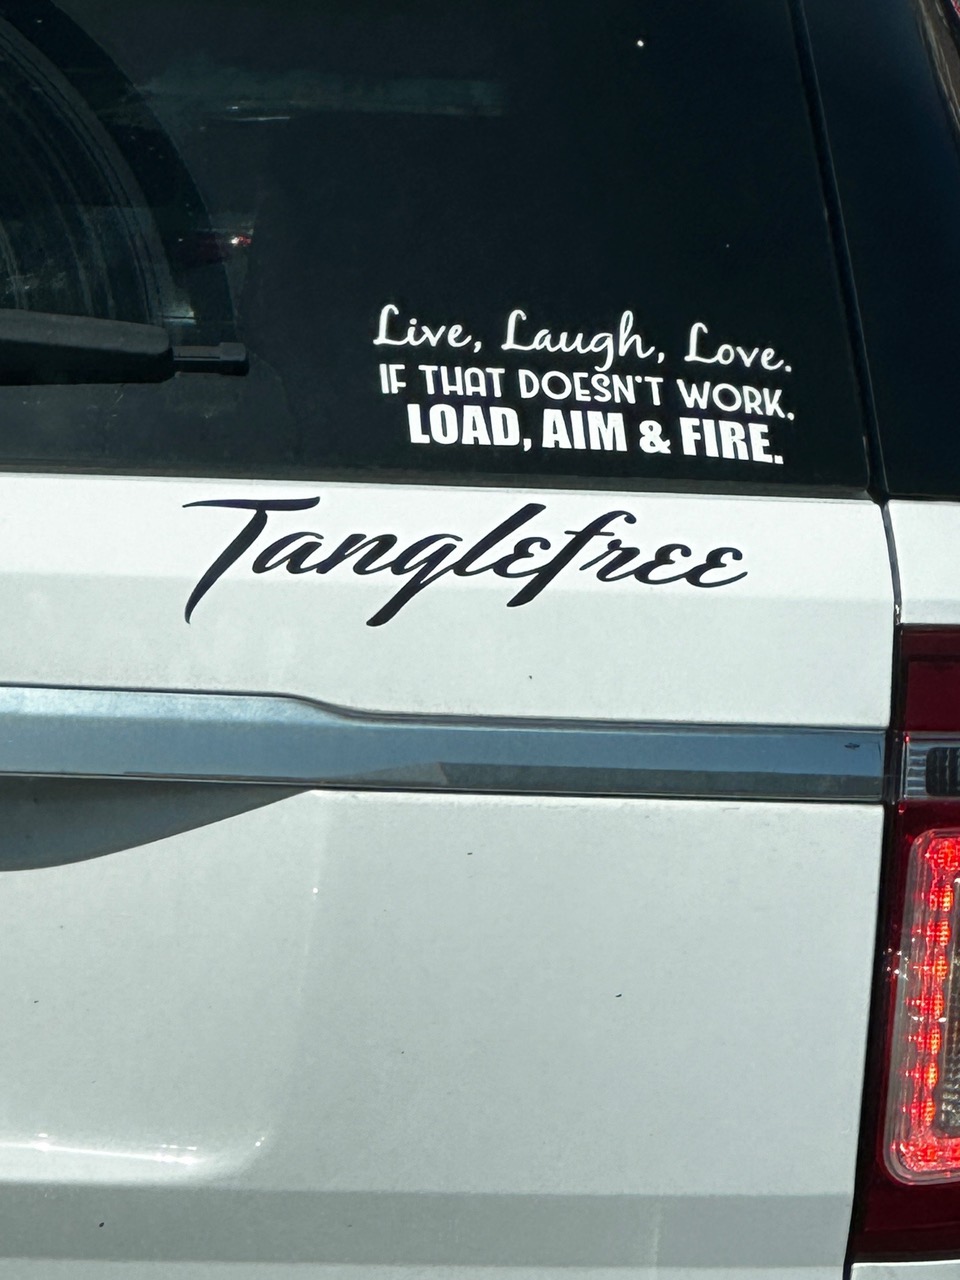 Live, Laugh, Love.
IF THAT DOESN'T WORK.
LOAD, AIM & FIRE.
Tanglefree